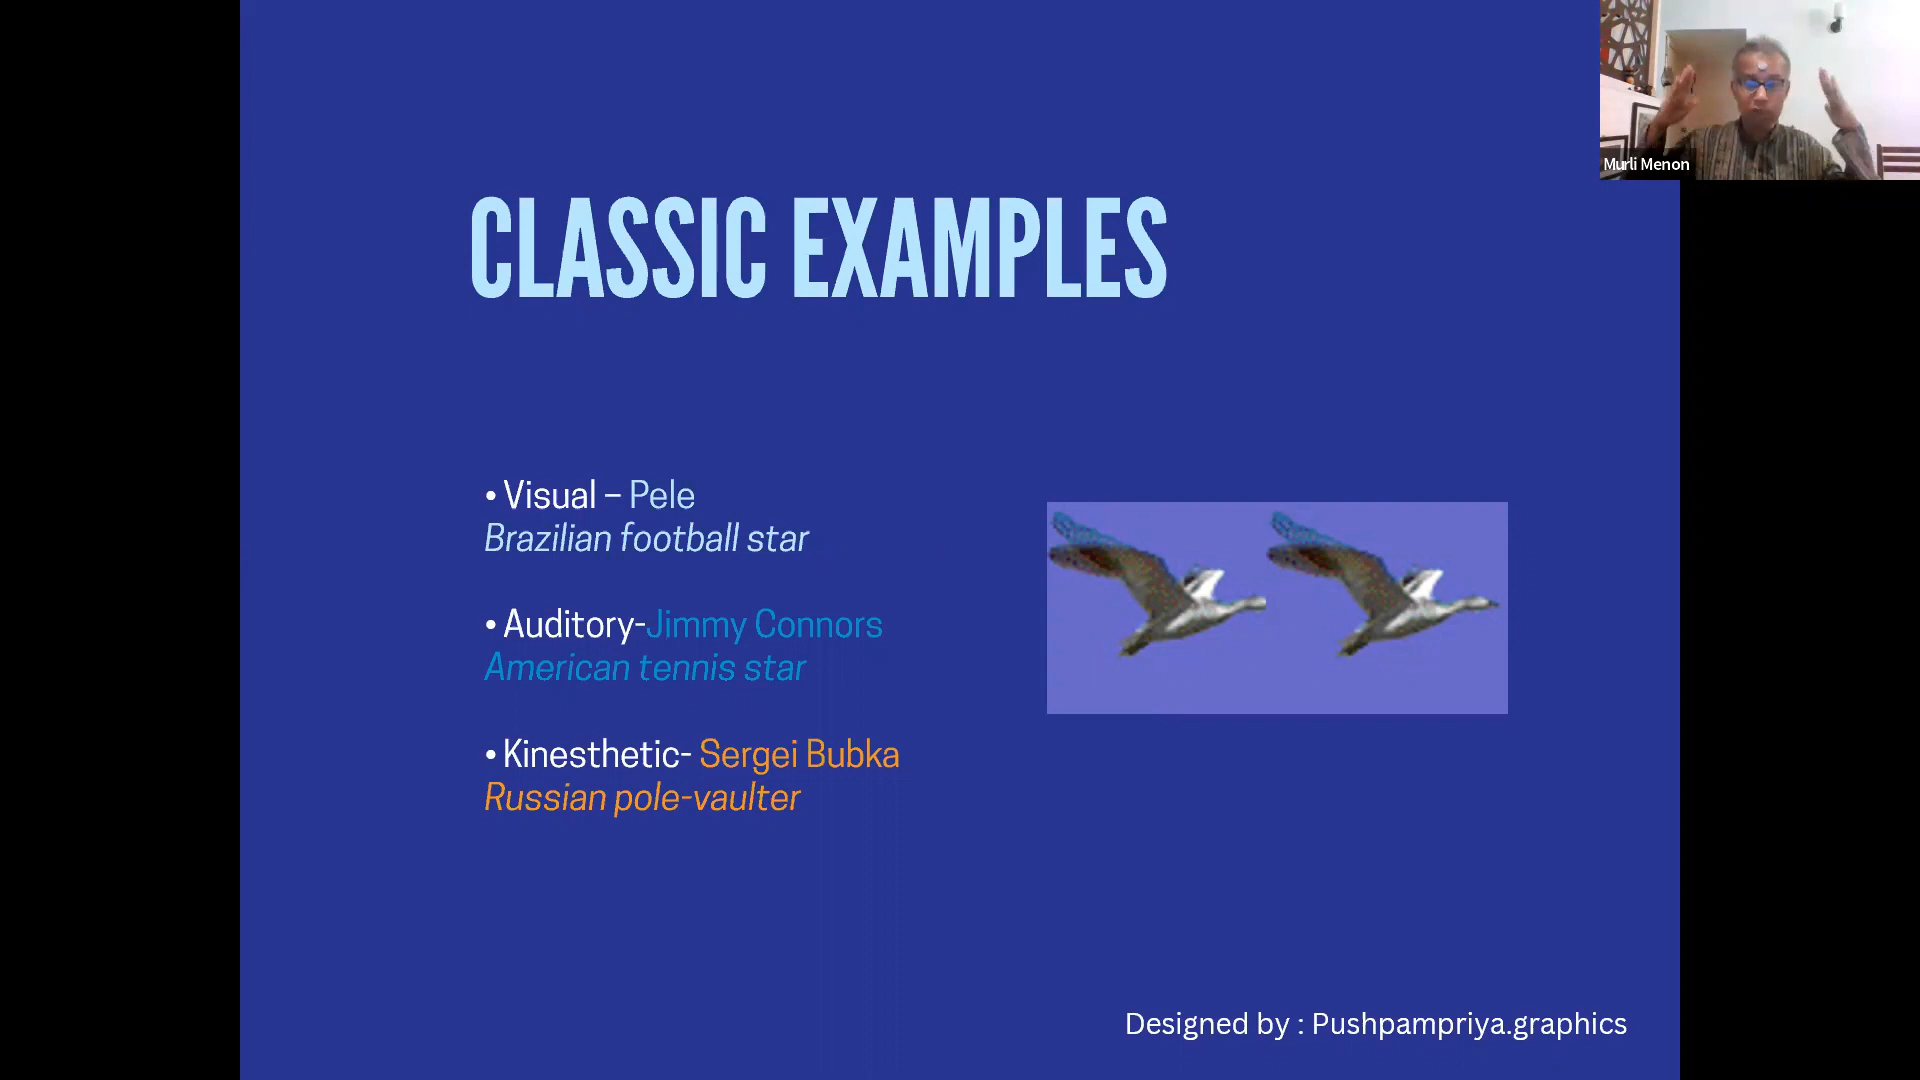 Murli Menon
CLASSIC EXAMPLES
• Visual – Pele
Brazilian football star
• Auditory-Jimmy Connors
American tennis star
• Kinesthetic- Sergei Bubka
Russian pole-vaulter
Designed by : Pushpampriya.graphics